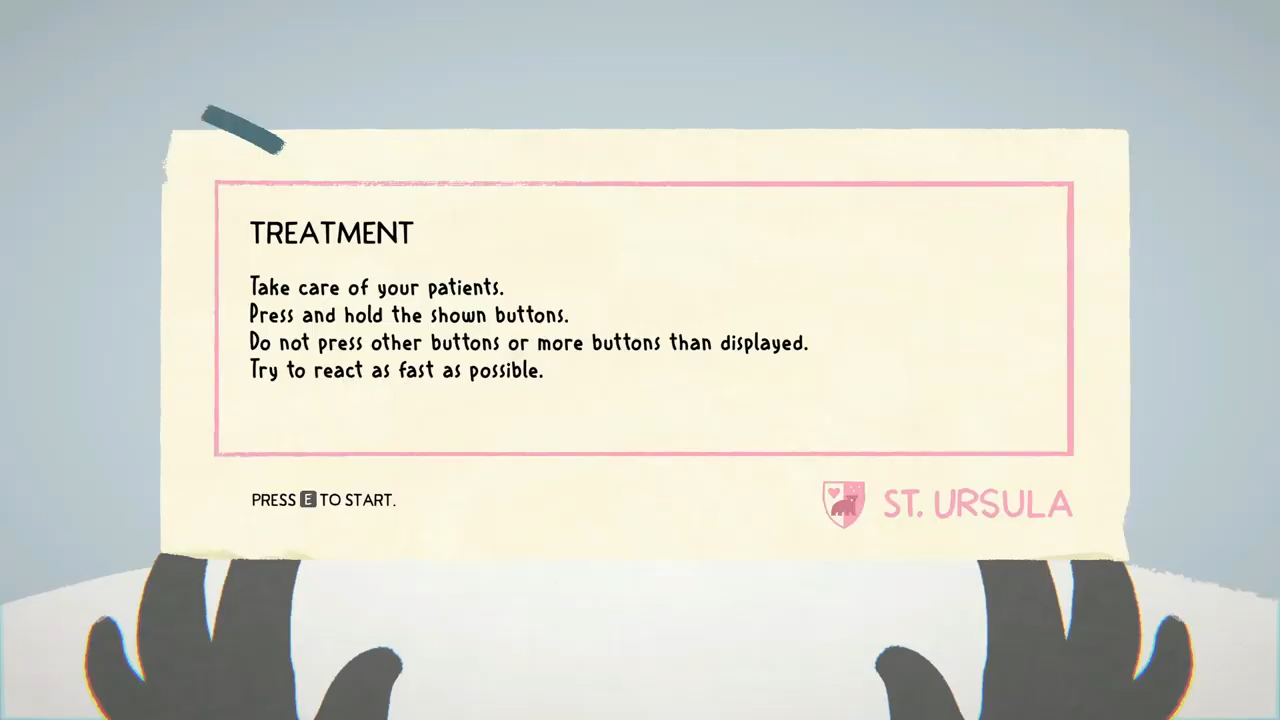 TREATMENT
Take care of your patients.
Press and hold the shown buttons.
Do not press other buttons or more buttons than displayed.
Try to react as fast as possible.
PRESS E TO START.
ST. URSULA